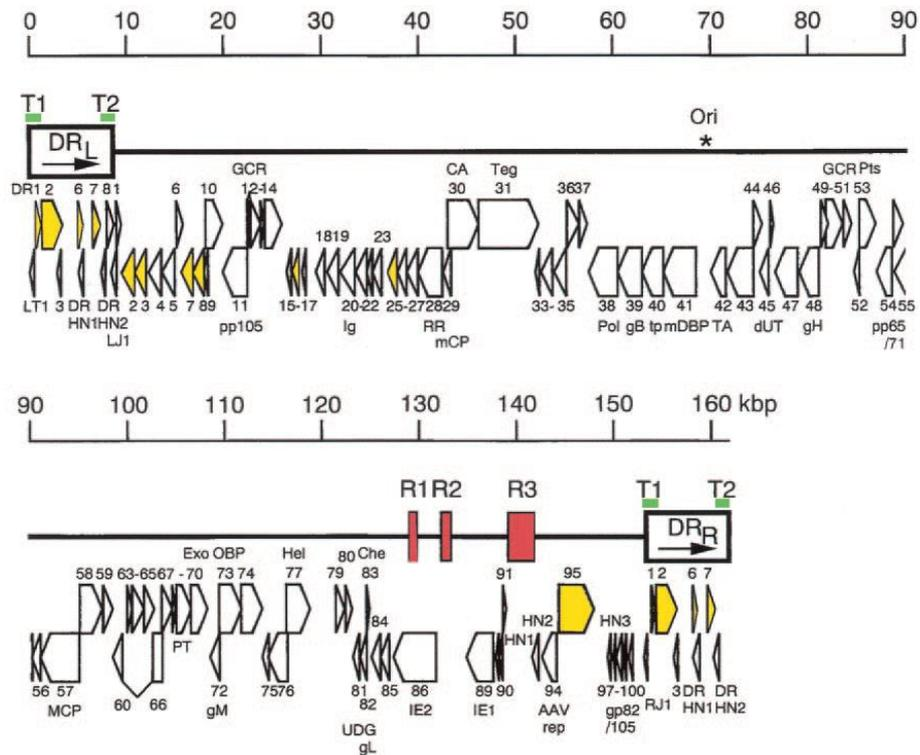 0 10 20 30 40 50 60 70 80 90
T1 T2
Ori
DRL
*
GCR CA Teg GCR Pts
DR1 2 6 7 8 1 6 10 12-14 1819 23 30 31 3637 44 46 49-51 53
LT1 3 DR DR 2 3 4 5 7 89 11 15-17 20-22 25-27 28 29 33-35 38 39 40 41 42 43 45 47 48 52 54 55
HN1 HN2 pp105 Ig RR Pol gB tp mDBP TA dUT gH pp65
LJ1 mCP /71
90 100 110 120 130 140 150 160 kbp
R1 R2 R3 T1 T2
DRR
Exo OBP Hel 80 Che
58 59 63-65 67 -70 73 74 77 79 83 91 95 1 2 6 7
PT 84 HN1 HN2 HN3
56 57 60 66 72 75 76 81 82 85 86 89 90 94 97-100 RJ1 3 DR DR
MCP gM UDG IE2 IE1 AAV gp82 HN1 HN2
gL rep /105